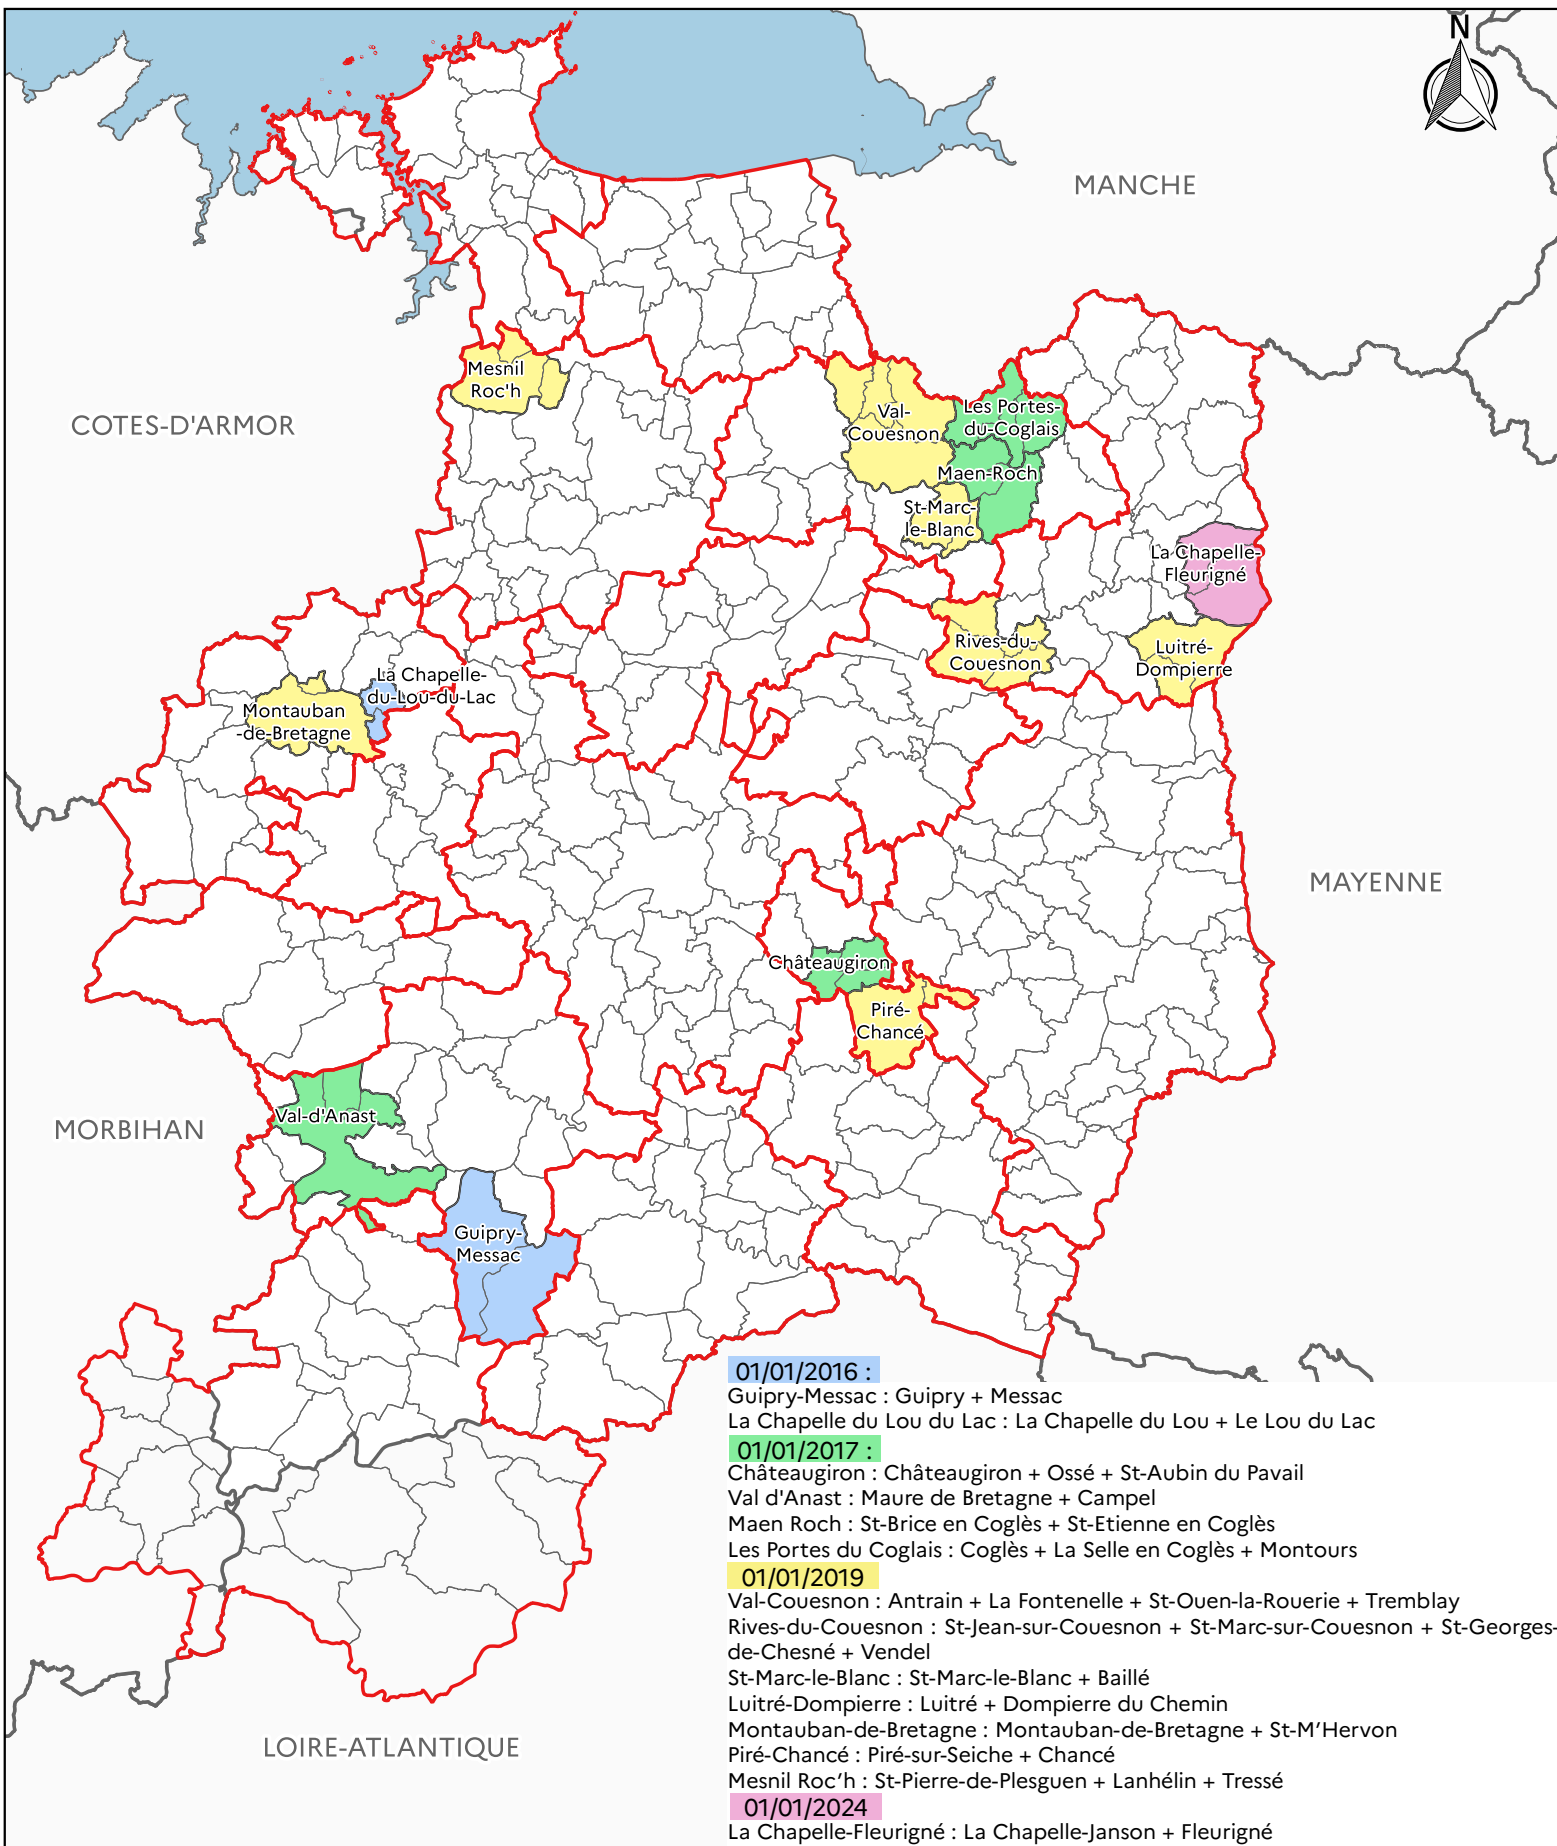 N
MANCHE
COTES-D'ARMOR
Mesnil
Roc'h
Val-
Couesnon
Les Portes-
du-Coglais
Maen-Roch
St-Marc-
le-Blanc
La Chapelle-
Fleurigné
Rives-du-
Couesnon
Luitré-
Dompierre
La Chapelle-
du-Lou-du-Lac
Montauban
-de-Bretagne
MAYENNE
Châteaugiron
Piré-
Chancé
MORBIHAN
Val-d'Anast
Guipry-
Messac
LOIRE-ATLANTIQUE
01/01/2016 :
Guipry-Messac : Guipry + Messac
La Chapelle du Lou du Lac : La Chapelle du Lou + Le Lou du Lac
01/01/2017 :
Châteaugiron : Châteaugiron + Ossé + St-Aubin du Pavail
Val d'Anast : Maure de Bretagne + Campel
Maen Roch : St-Brice en Coglès + St-Etienne en Coglès
Les Portes du Coglais : Coglès + La Selle en Coglès + Montours
01/01/2019
Val-Couesnon : Antrain + La Fontenelle + St-Ouen-la-Rouerie + Tremblay
Rives-du-Couesnon : St-Jean-sur-Couesnon + St-Marc-sur-Couesnon + St-Georges-
de-Chesné + Vendel
St-Marc-le-Blanc : St-Marc-le-Blanc + Baillé
Luitré-Dompierre : Luitré + Dompierre du Chemin
Montauban-de-Bretagne : Montauban-de-Bretagne + St-M’Hervon
Piré-Chancé : Piré-sur-Seiche + Chancé
Mesnil Roc’h : St-Pierre-de-Plesguen + Lanhélin + Tressé
01/01/2024
La Chapelle-Fleurigné : La Chapelle-Janson + Fleurigné